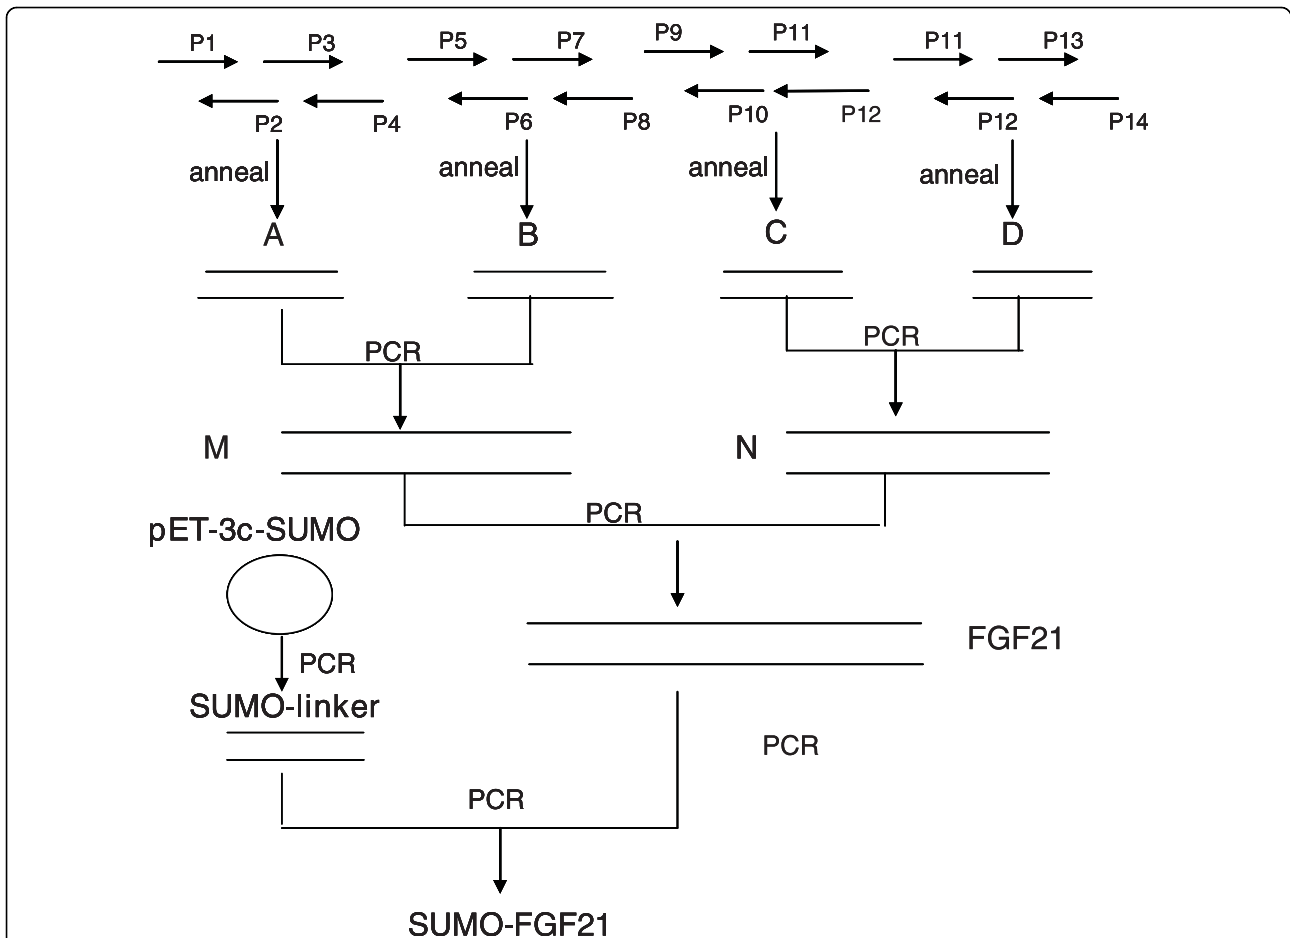 P1 P3 P5 P7 P9 P11 P11 P13
P2 P4 P6 P8 P10 P12 P12 P14
anneal anneal anneal anneal
A B C D
PCR PCR
M N
PCR
pET-3c-SUMO
FGF21
PCR
SUMO-linker
PCR
PCR
SUMO-FGF21